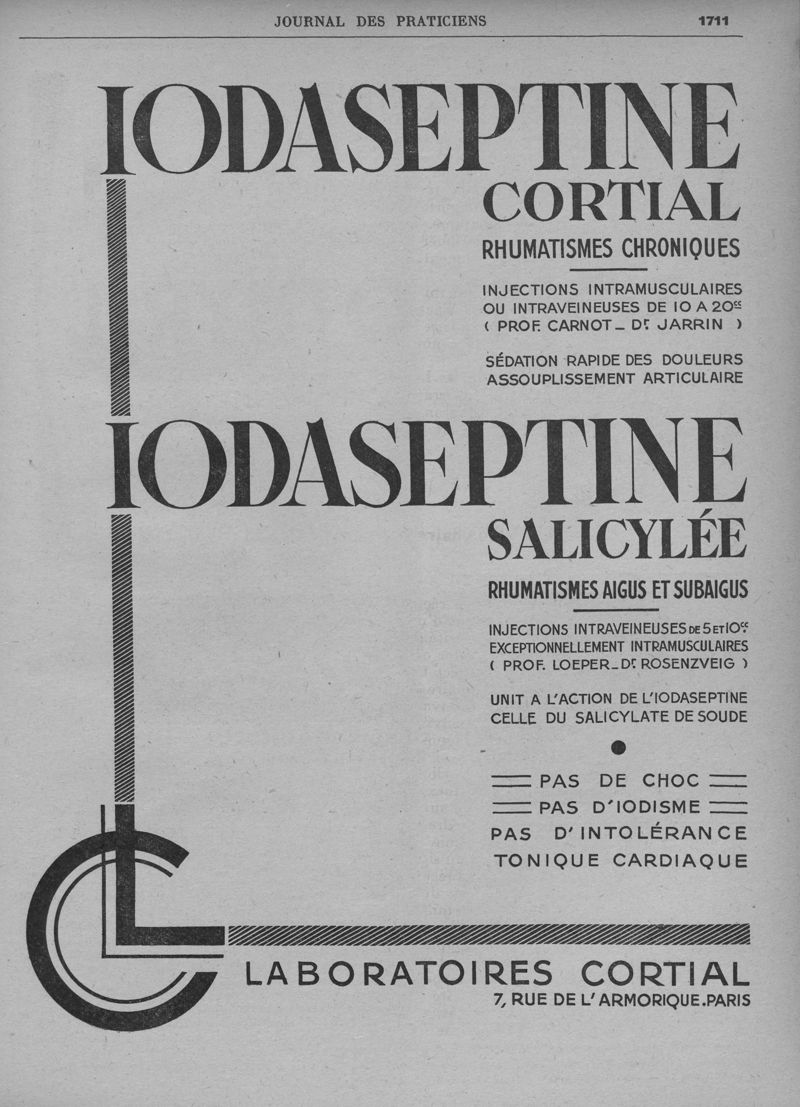 JOURNAL DES PRATICIENS 1711
IODASEPTINE
CORTIAL
RHUMATISMES CHRONIQUES
INJECTIONS INTRAMUSCULAIRES
OU INTRAVEINEUSES DE 10 A 20cc
( PROF. CARNOT_ Dr. JARRIN )
SÉDATION RAPIDE DES DOULEURS
ASSOUPLISSEMENT ARTICULAIRE
IODASEPTINE
SALICYLÉE
RHUMATISMES AIGUS ET SUBAIGUS
INJECTIONS INTRAVEINEUSES DE 5 ET 10cc.
EXCEPTIONNELLEMENT INTRAMUSCULAIRES
( PROF. LOEPER_Dr. ROSENZVEIG )
UNIT A L'ACTION DE L'IODASEPTINE
CELLE DU SALICYLATE DE SOUDE
PAS DE CHOC
PAS D'IODISME
PAS D'INTOLÉRANCE
TONIQUE CARDIAQUE
CL
LABORATOIRES CORTIAL
7, RUE DE L'ARMORIQUE.PARIS